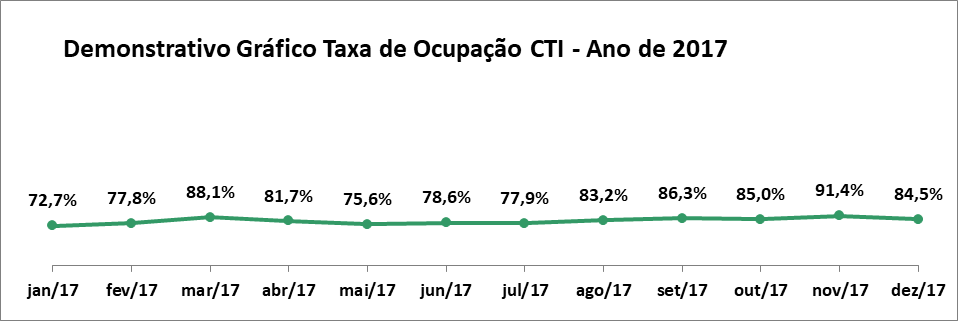 Demonstrativo Gráfico Taxa de Ocupação CTI - Ano de 2017
72,7% 77,8% 88,1% 81,7% 75,6% 78,6% 77,9% 83,2% 86,3% 85,0% 91,4% 84,5%
jan/17 fev/17 mar/17 abr/17 mai/17 jun/17 jul/17 ago/17 set/17 out/17 nov/17 dez/17